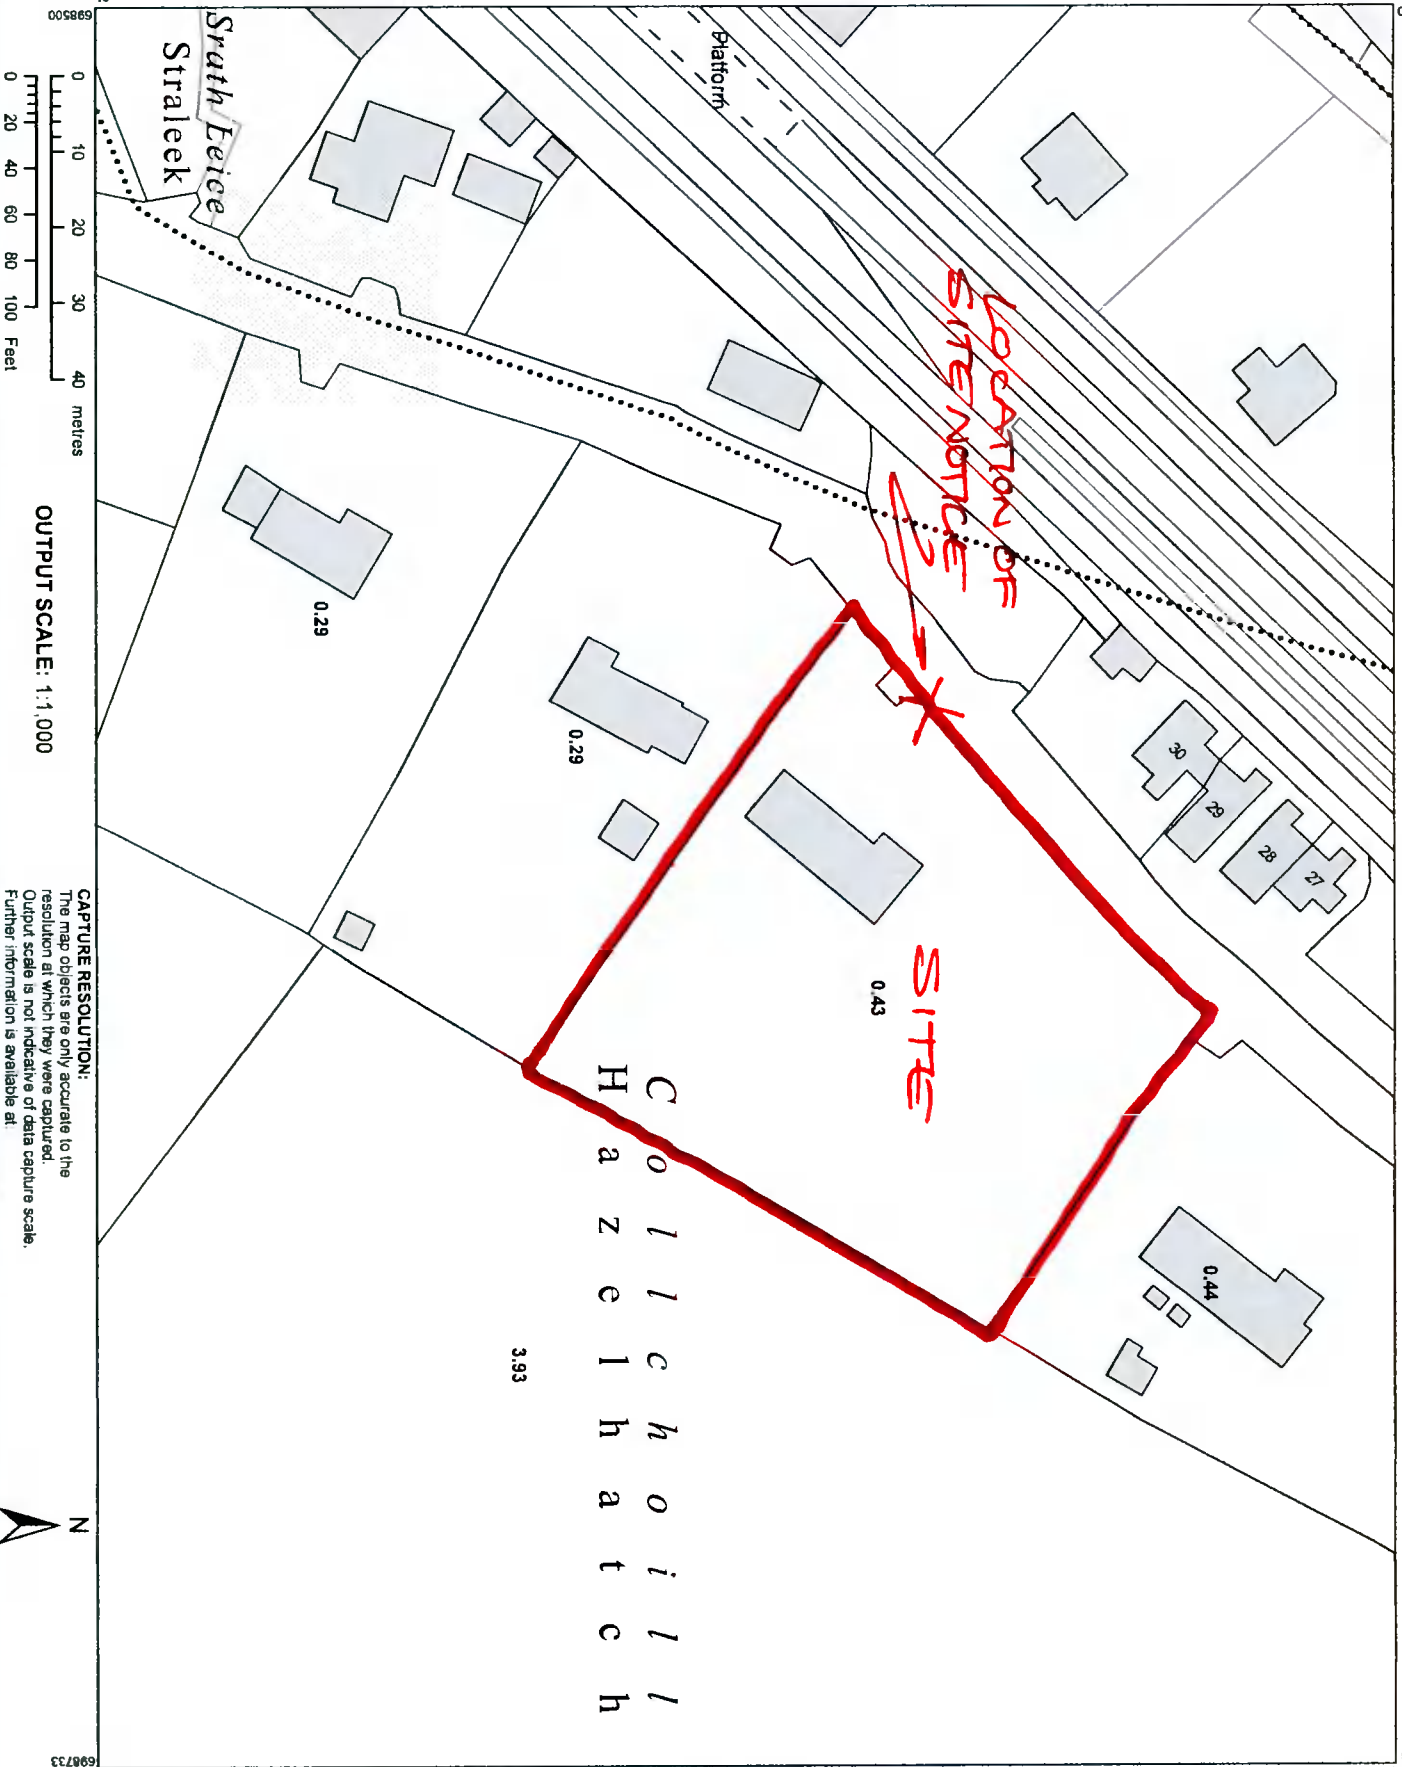 698500
698733
Platform
Srath Leice
Straleek
LOCATION OF
SITE NOTICE
30
29
28
27
SITE
0.43
0.44
0.29
0.29
Collchoill
Hazelhatch
3.93
0 10 20 30 40 metres
0 20 40 60 80 100 Feet
OUTPUT SCALE: 1:1,000
CAPTURE RESOLUTION:
The map objects are only accurate to the
resolution at which they were captured.
Output scale is not indicative of data capture scale.
Further information is available at:
N